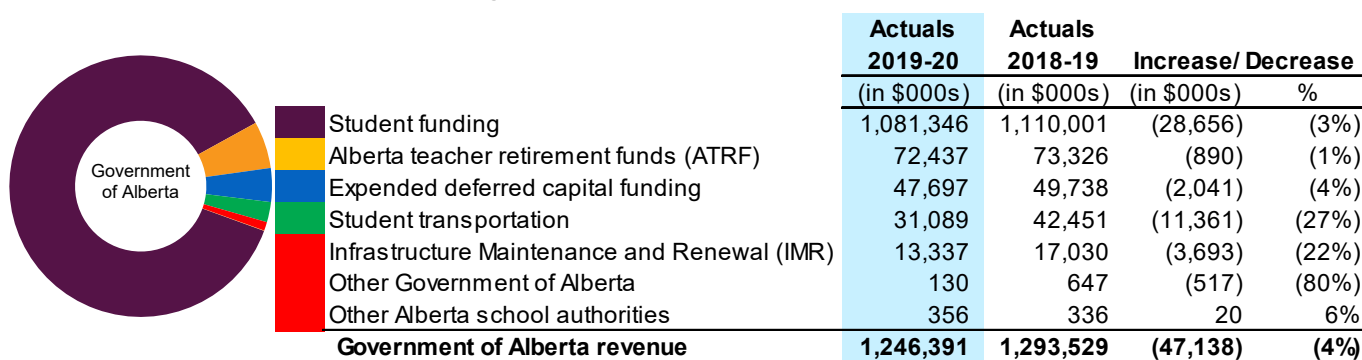 Government
of Alberta
Actuals Actuals
2019-20 2018-19 Increase/ Decrease
(in $000s) (in $000s) (in $000s) %
Student funding 1,081,346 1,110,001 (28,656) (3%)
Alberta teacher retirement funds (ATRF) 72,437 73,326 (890) (1%)
Expended deferred capital funding 47,697 49,738 (2,041) (4%)
Student transportation 31,089 42,451 (11,361) (27%)
Infrastructure Maintenance and Renewal (IMR) 13,337 17,030 (3,693) (22%)
Other Government of Alberta 130 647 (517) (80%)
Other Alberta school authorities 356 336 20 6%
Government of Alberta revenue 1,246,391 1,293,529 (47,138) (4%)